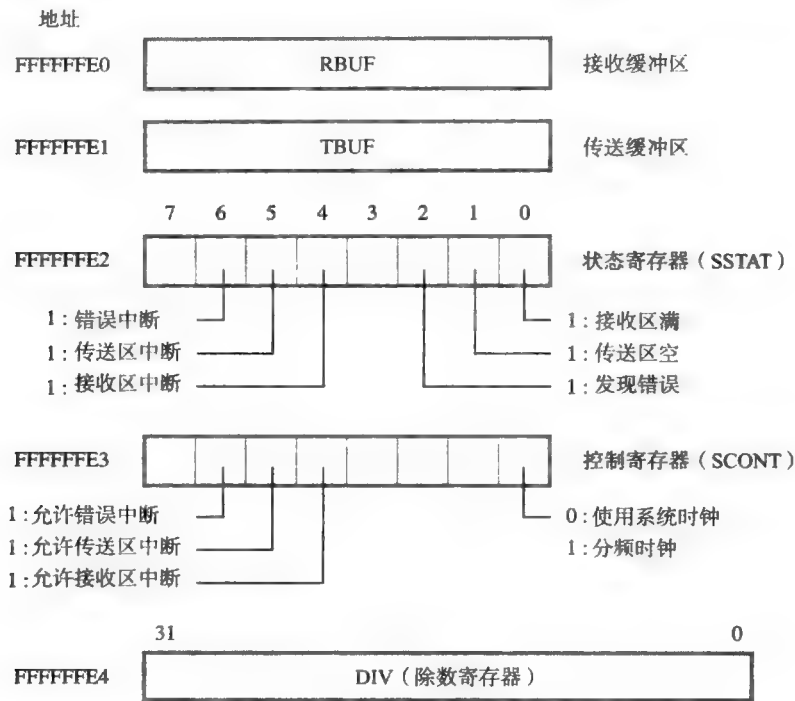 地址
FFFFFFE0 RBUF 接收缓冲区
FFFFFFE1 TBUF 传送缓冲区
7 6 5 4 3 2 1 0
FFFFFFE2 状态寄存器（SSTAT）
1：错误中断 1：接收区满
1：传送区中断 1：传送区空
1：接收区中断 1：发现错误
FFFFFFE3 控制寄存器（SCONT）
1：允许错误中断 0：使用系统时钟
1：允许传送区中断 1：分频时钟
1：允许接收区中断
31 0
FFFFFFE4 DIV（除数寄存器）